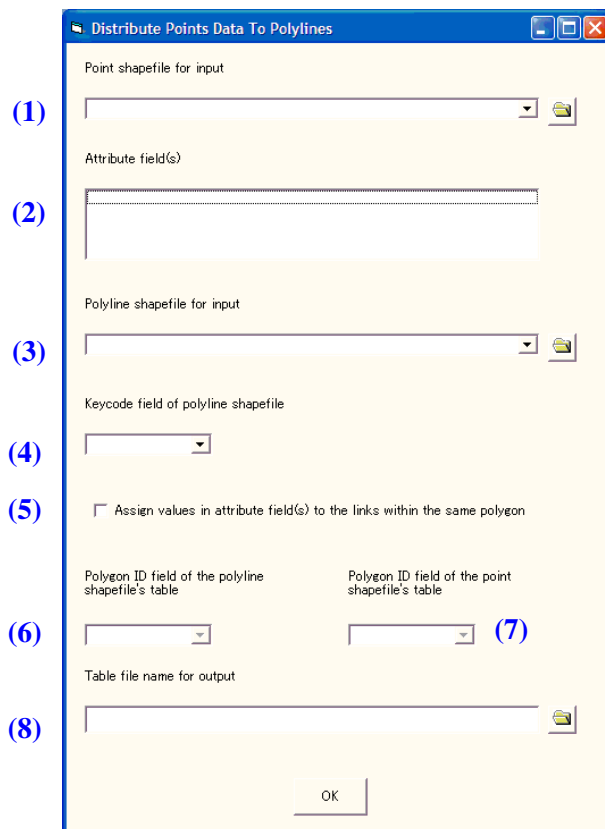 Distribute Points Data To Polylines
Point shapefile for input
(1)
Attribute field(s)
(2)
Polyline shapefile for input
(3)
Keycode field of polyline shapefile
(4)
(5) Assign values in attribute field(s) to the links within the same polygon
Polygon ID field of the polyline
shapefile's table
Polygon ID field of the point
shapefile's table
(6)
(7)
Table file name for output
(8)
OK